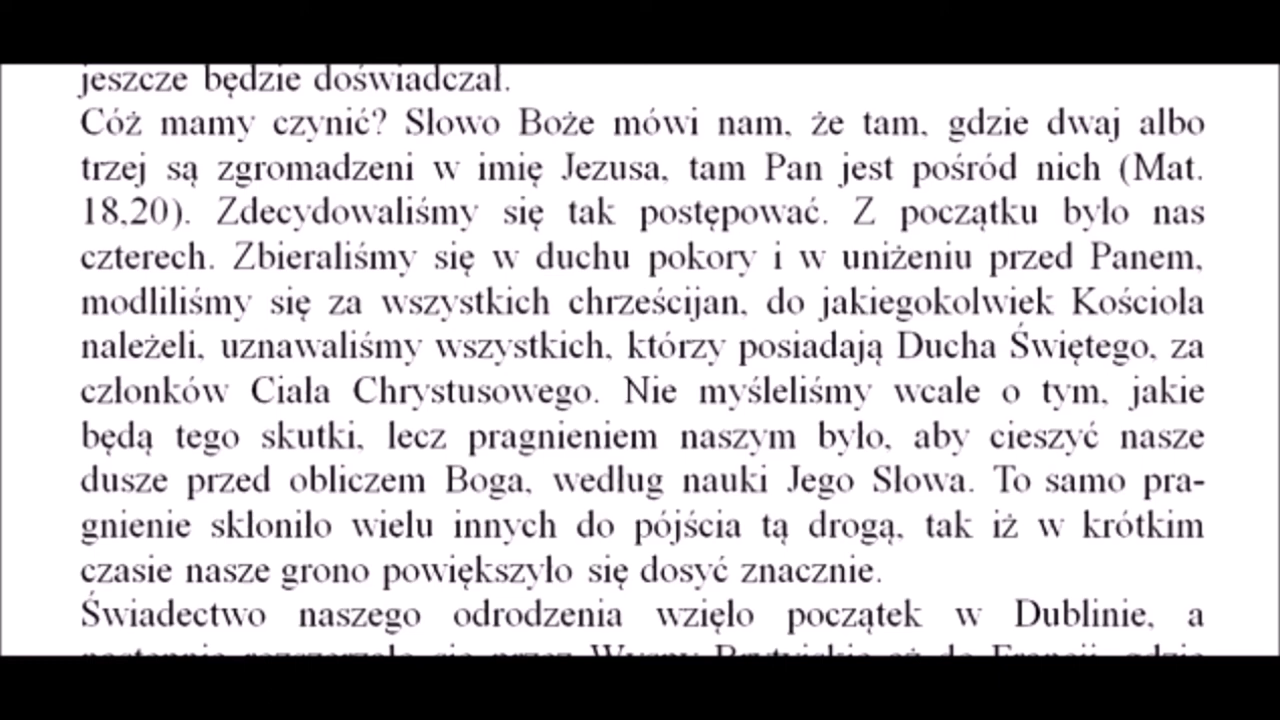 jeszcze będzie doświadczał.
Cóż mamy czynić? Słowo Boże mówi nam, że tam, gdzie dwaj albo
trzej są zgromadzeni w imię Jezusa, tam Pan jest pośród nich (Mat.
18,20). Zdecydowaliśmy się tak postępować. Z początku było nas
czterech. Zbieraliśmy się w duchu pokory i w uniżeniu przed Panem,
modliliśmy się za wszystkich chrześcijan, do jakiegokolwiek Kościoła
należeli, uznawaliśmy wszystkich, którzy posiadają Ducha Świętego, za
członków Ciała Chrystusowego. Nie myśleliśmy wcale o tym, jakie
będą tego skutki, lecz pragnieniem naszym było, aby cieszyć nasze
dusze przed obliczem Boga, według nauki Jego Słowa. To samo pra-
gnienie skłoniło wielu innych do pójścia tą drogą, tak iż w krótkim
czasie nasze grono powiększyło się dosyć znacznie.
Świadectwo naszego odrodzenia wzięło początek w Dublinie, a